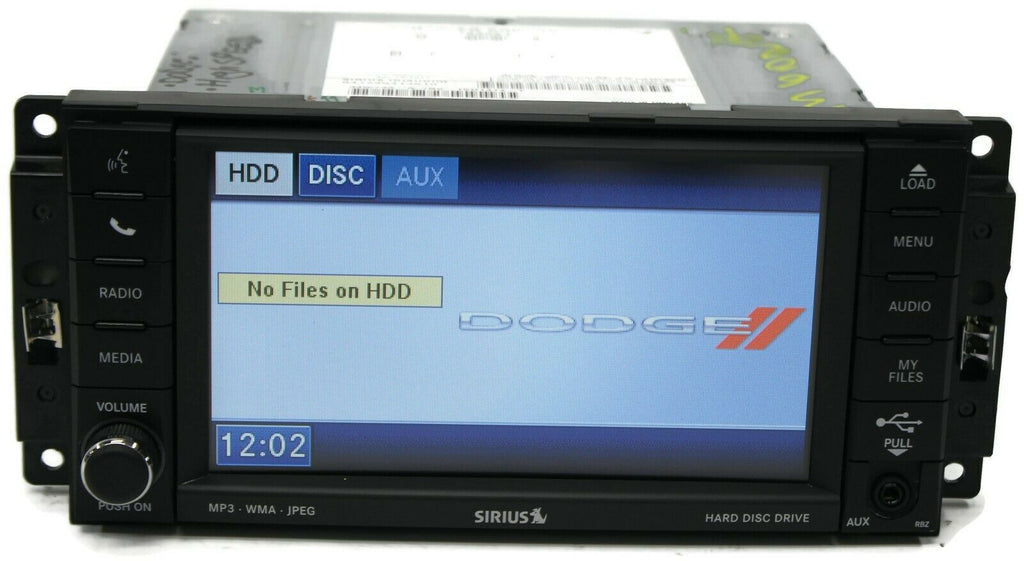 HDD DISC AUX
LOAD
MENU
RADIO
No Files on HDD
AUDIO
DODGE
MEDIA
MY
FILES
VOLUME
PULL
12:02
PUSH ON
MP3 · WMA · JPEG
SIRIUS
HARD DISC DRIVE
AUX
RBZ